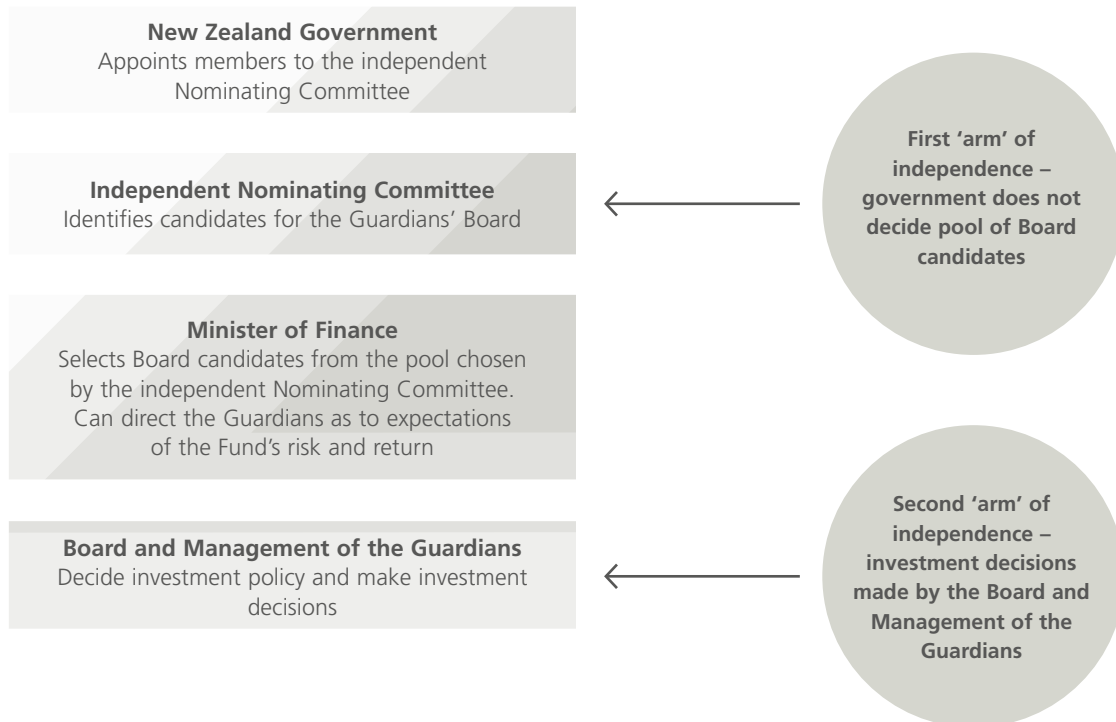 New Zealand Government
Appoints members to the independent
Nominating Committee
Independent Nominating Committee
Identifies candidates for the Guardians’ Board
First ‘arm’ of
independence –
government does not
decide pool of Board
candidates
Minister of Finance
Selects Board candidates from the pool chosen
by the independent Nominating Committee.
Can direct the Guardians as to expectations
of the Fund’s risk and return
Board and Management of the Guardians
Decide investment policy and make investment
decisions
Second ‘arm’ of
independence –
investment decisions
made by the Board and
Management of the
Guardians